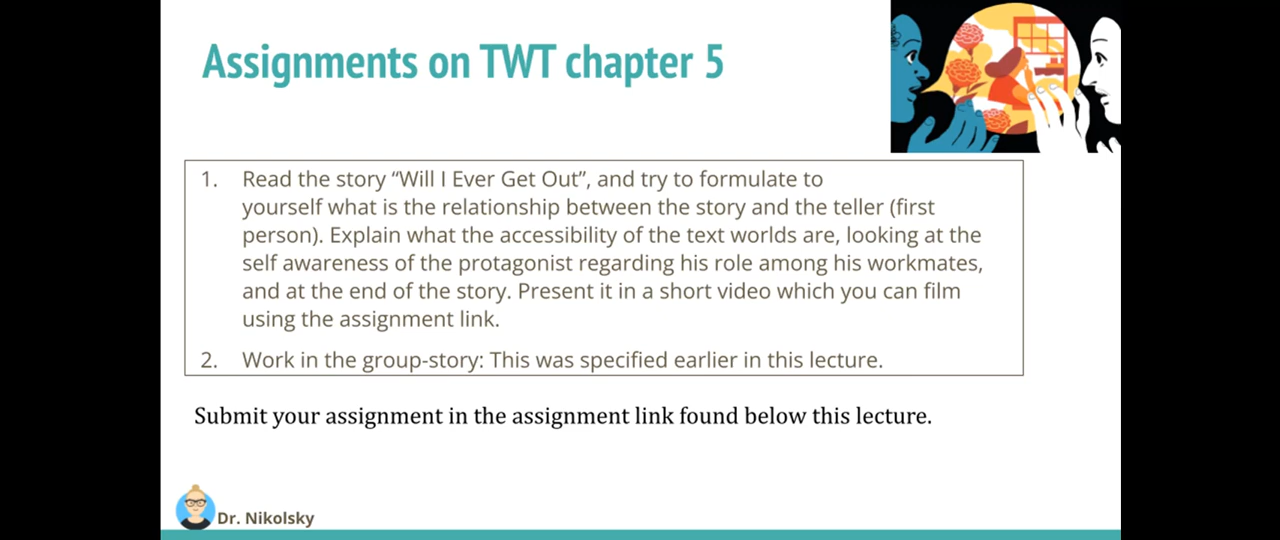 Assignments on TWT chapter 5
1. Read the story “Will I Ever Get Out”, and try to formulate to
yourself what is the relationship between the story and the teller (first
person). Explain what the accessibility of the text worlds are, looking at the
self awareness of the protagonist regarding his role among his workmates,
and at the end of the story. Present it in a short video which you can film
using the assignment link.
2. Work in the group-story: This was specified earlier in this lecture.
Submit your assignment in the assignment link found below this lecture.
Dr. Nikolsky